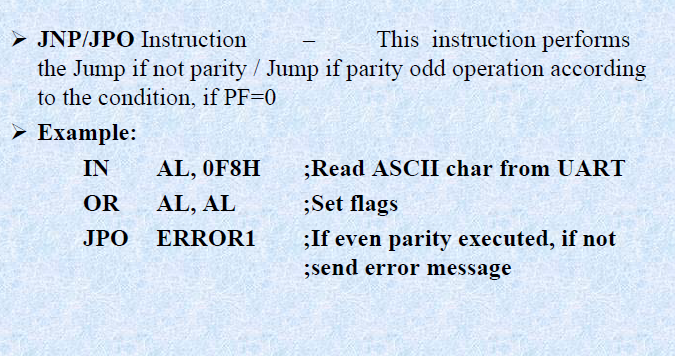 ➢ JNP/JPO Instruction – This instruction performs
the Jump if not parity / Jump if parity odd operation according
to the condition, if PF=0
➢ Example:
IN AL, 0F8H ;Read ASCII char from UART
OR AL, AL ;Set flags
JPO ERROR1 ;If even parity executed, if not
;send error message